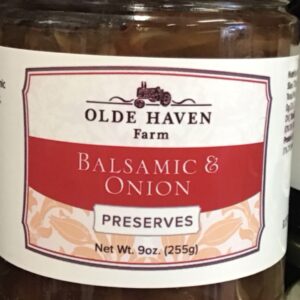 OLDE HAVEN
Farm
BALSAMIC &
ONION
PRESERVES
Net Wt. 9oz. (255g)